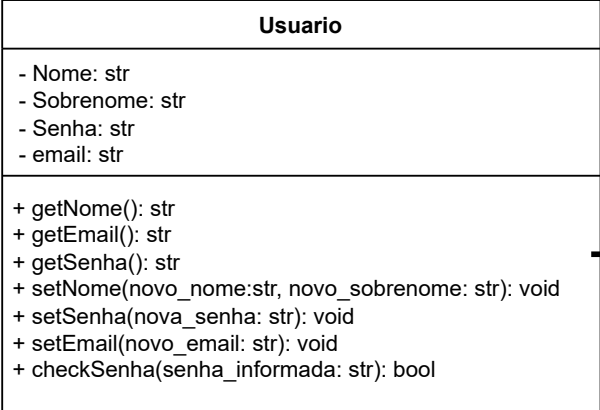 Usuario
- Nome: str
- Sobrenome: str
- Senha: str
- email: str
+ getNome(): str
+ getEmail(): str
+ getSenha(): str
+ setNome(novo_nome:str, novo_sobrenome: str): void
+ setSenha(nova_senha: str): void
+ setEmail(novo_email: str): void
+ checkSenha(senha_informada: str): bool